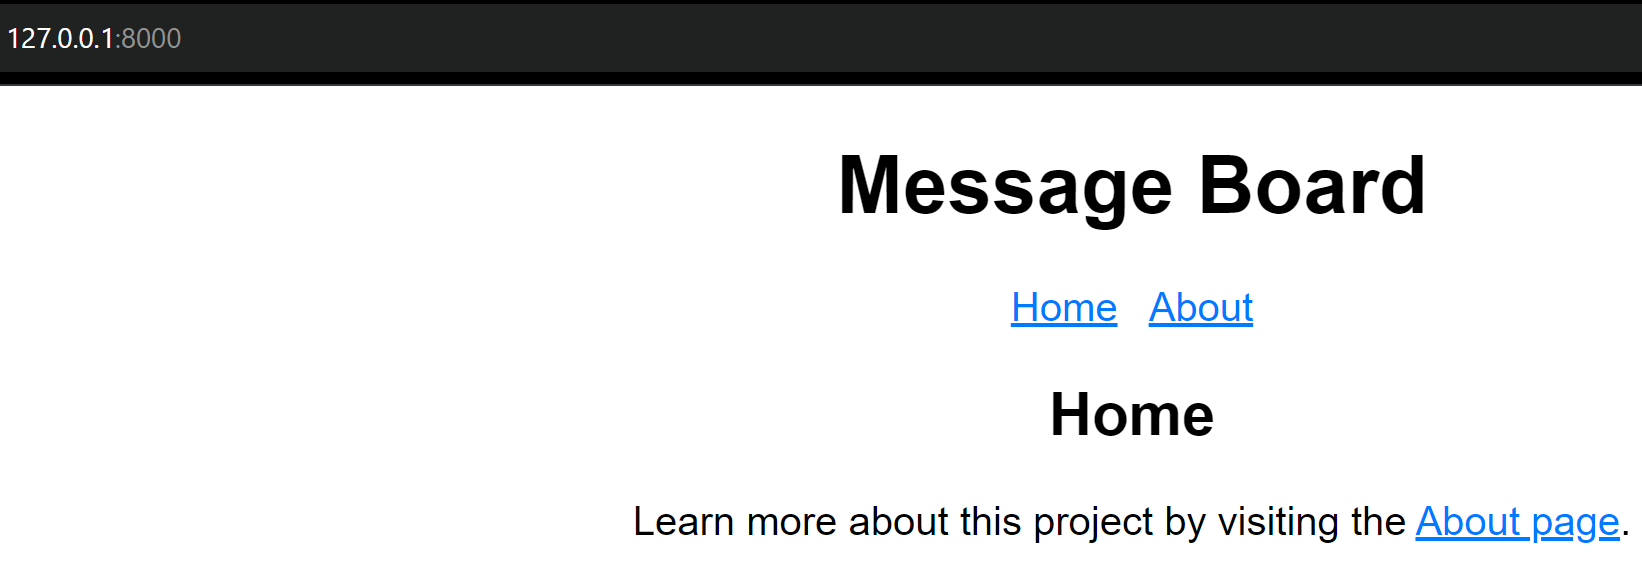 127.0.0.1:8000
Message Board
Home About
Home
Learn more about this project by visiting the About page.